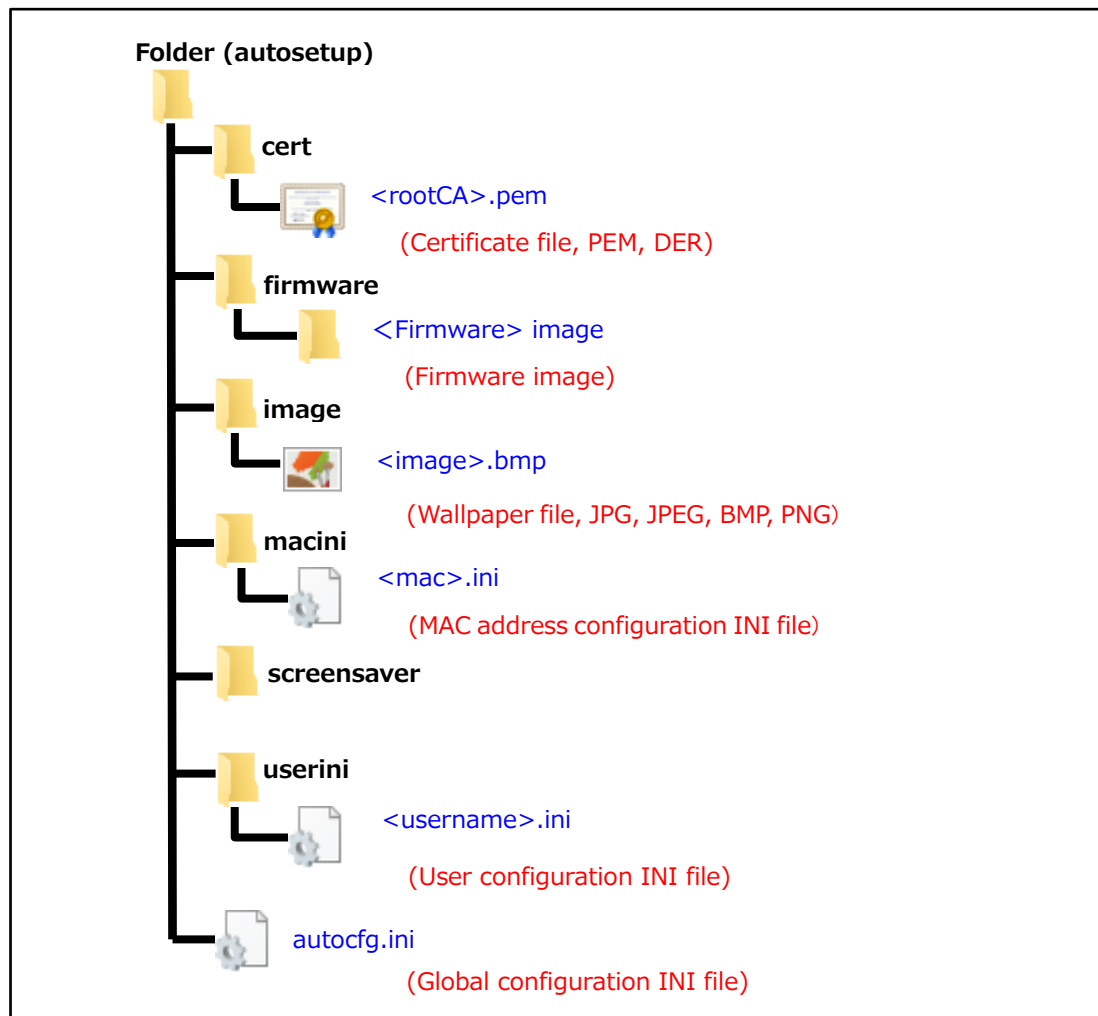 Folder (autosetup)
cert
<rootCA>.pem
(Certificate file, PEM, DER)
firmware
＜Firmware> image
(Firmware image)
image
<image>.bmp
(Wallpaper file, JPG, JPEG, BMP, PNG）
macini
<mac>.ini
(MAC address configuration INI file）
screensaver
userini
<username>.ini
(User configuration INI file)
autocfg.ini
(Global configuration INI file)